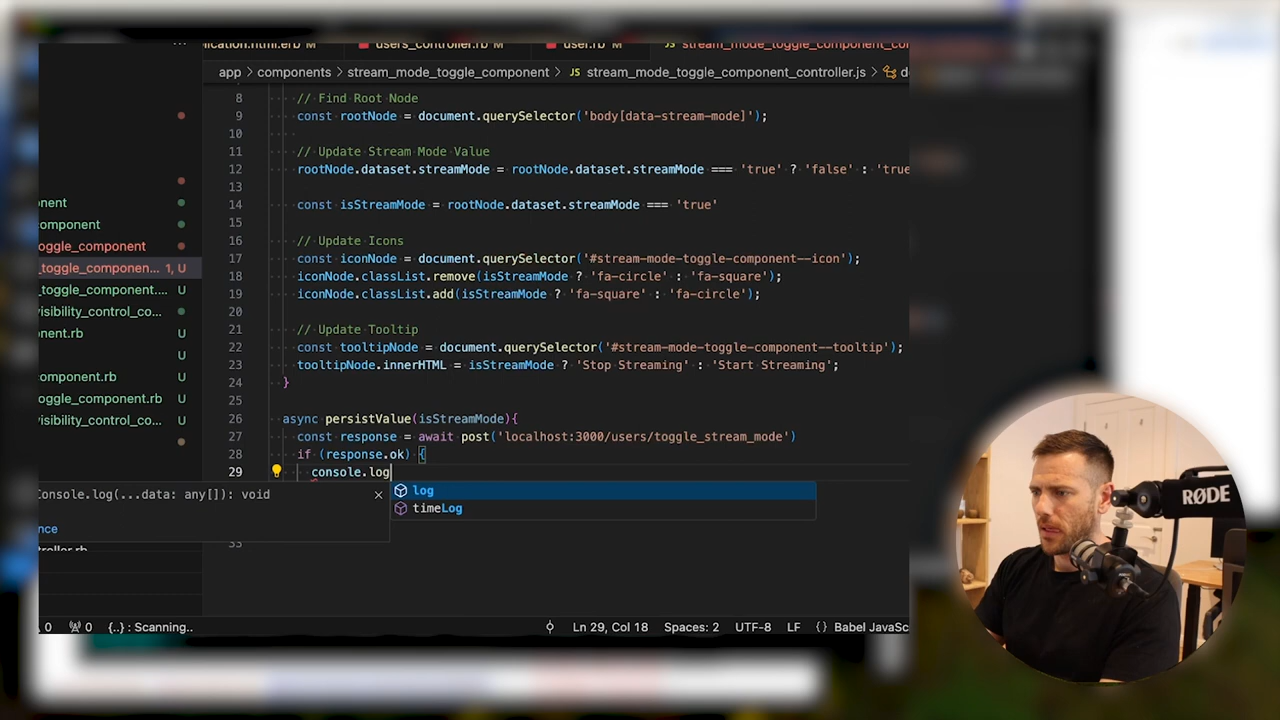 ...
lication.html.erb M users_controller.rb M user.rb M stream_mode_toggle_component_con
app > components > stream_mode_toggle_component > JS stream_mode_toggle_component_controller.js > d
8 // Find Root Node
9 const rootNode = document.querySelector('body[data-stream-mode]');
10
11 // Update Stream Mode Value
12 rootNode.dataset.streamMode = rootNode.dataset.streamMode === 'true' ? 'false' : 'true
13
14 const isStreamMode = rootNode.dataset.streamMode === 'true'
15
16 // Update Icons
17 const iconNode = document.querySelector('#stream-mode-toggle-component--icon');
18 iconNode.classList.remove(isStreamMode ? 'fa-circle' : 'fa-square');
19 iconNode.classList.add(isStreamMode ? 'fa-square' : 'fa-circle');
20
21 // Update Tooltip
22 const tooltipNode = document.querySelector('#stream-mode-toggle-component--tooltip');
23 tooltipNode.innerHTML = isStreamMode ? 'Stop Streaming' : 'Start Streaming';
24 }
25
26 async persistValue(isStreamMode){
27 const response = await post('localhost:3000/users/toggle_stream_mode')
28 if (response.ok) {
29 console.log
log
timeLog
33
onent
component
toggle_component
_toggle_componen... 1, U
_toggle_component.... U
visibility_control_co...
nent.rb U
U
component.rb U
oggle_component.rb U
visibility_control_co... U
Console.log(...data: any[]): void
nce
troller.rb
0 0 {..} : Scanning.. Ln 29, Col 18 Spaces: 2 UTF-8 LF {} Babel JavaSc
RØDE